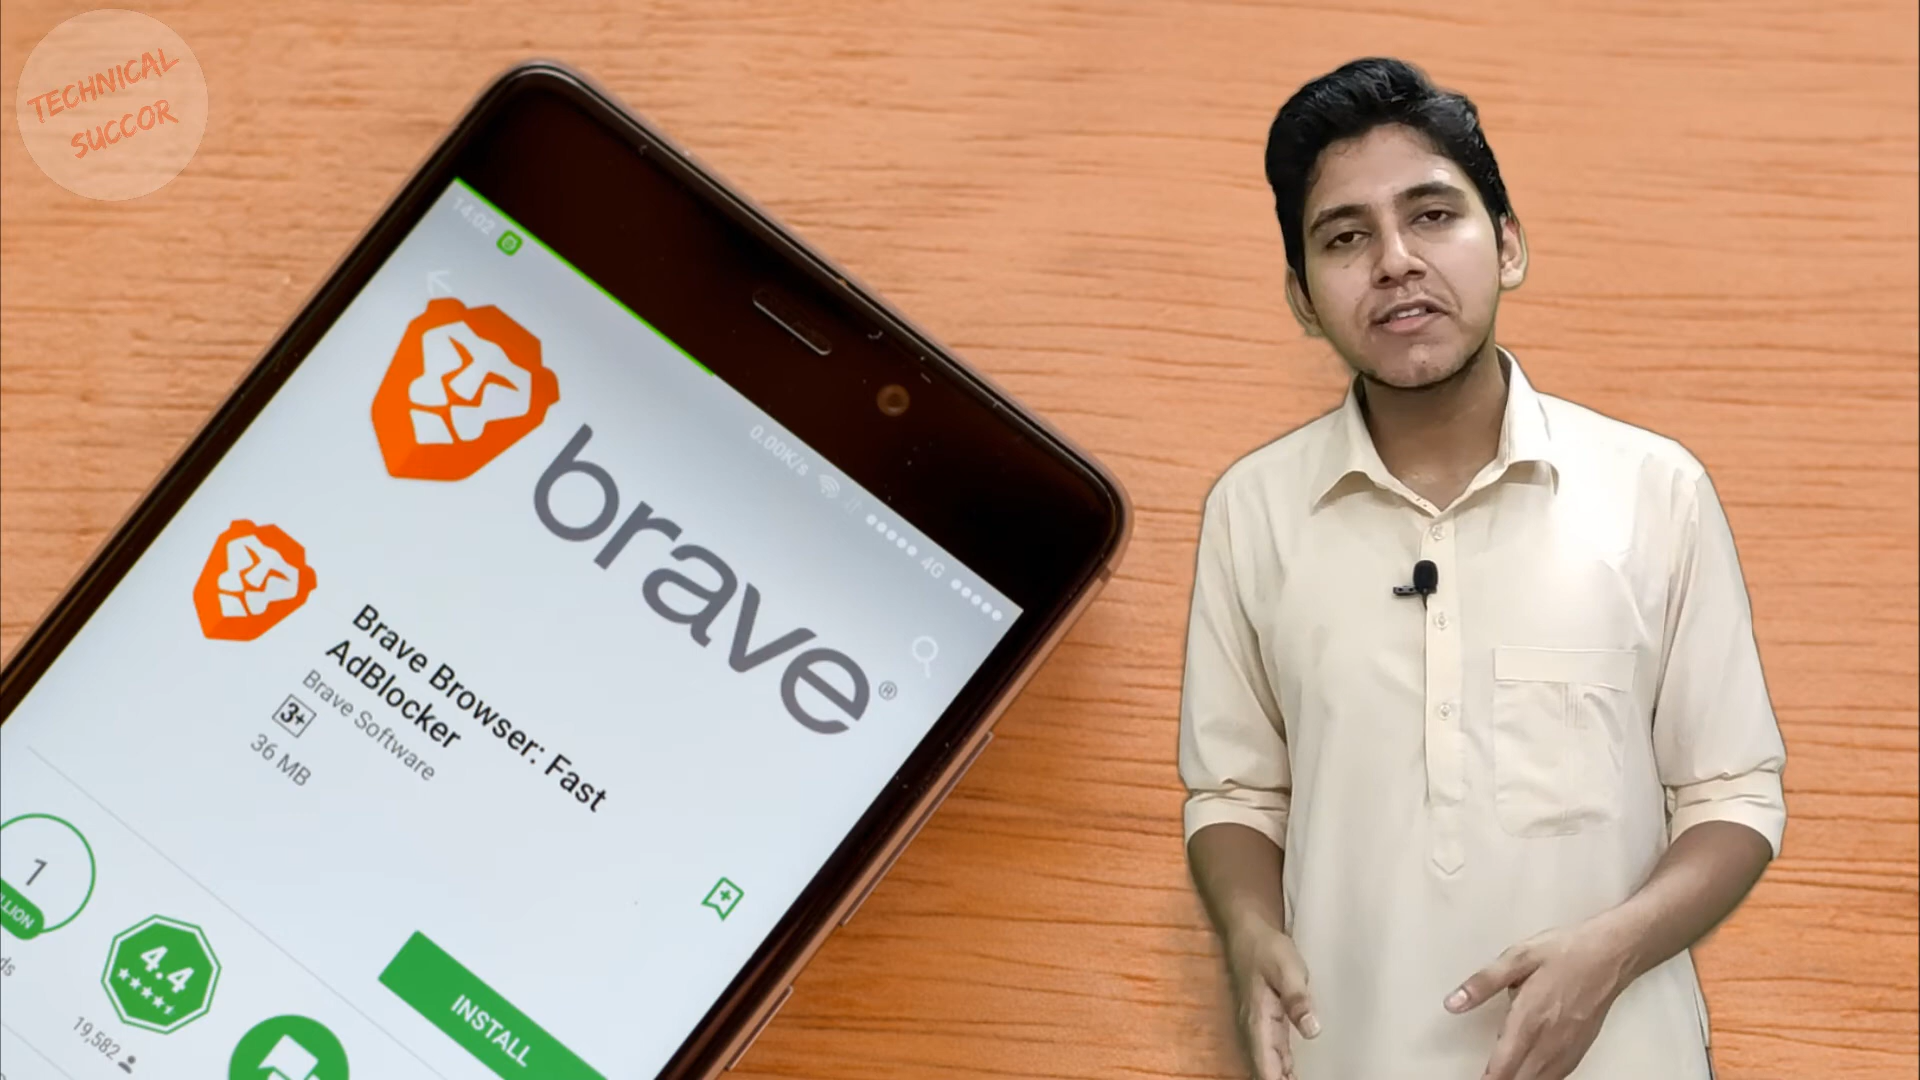 TECHNICAL
SUCCOR
14:02
0.00K/s
4G
brave®
Brave Browser: Fast
AdBlocker
Brave Software
3+
36 MB
1
4.4
19,582
INSTALL